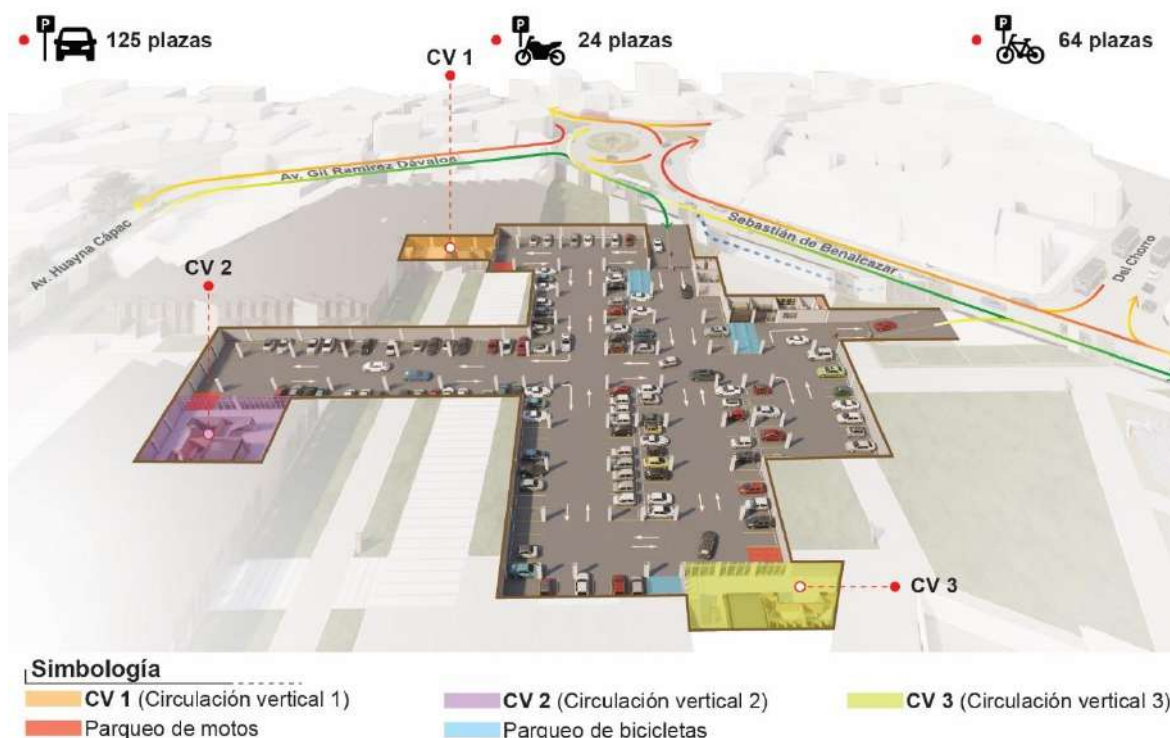 P
125 plazas
P
24 plazas
P
64 plazas
CV 1
Av. Gil Ramirez Dávalos
Av. Huayna Cápac
CV 2
Sebastián de Benalcazar
Del Chorro
CV 3
Simbología
CV 1 (Circulación vertical 1)
CV 2 (Circulación vertical 2)
CV 3 (Circulación vertical 3)
Parqueo de motos
Parqueo de bicicletas